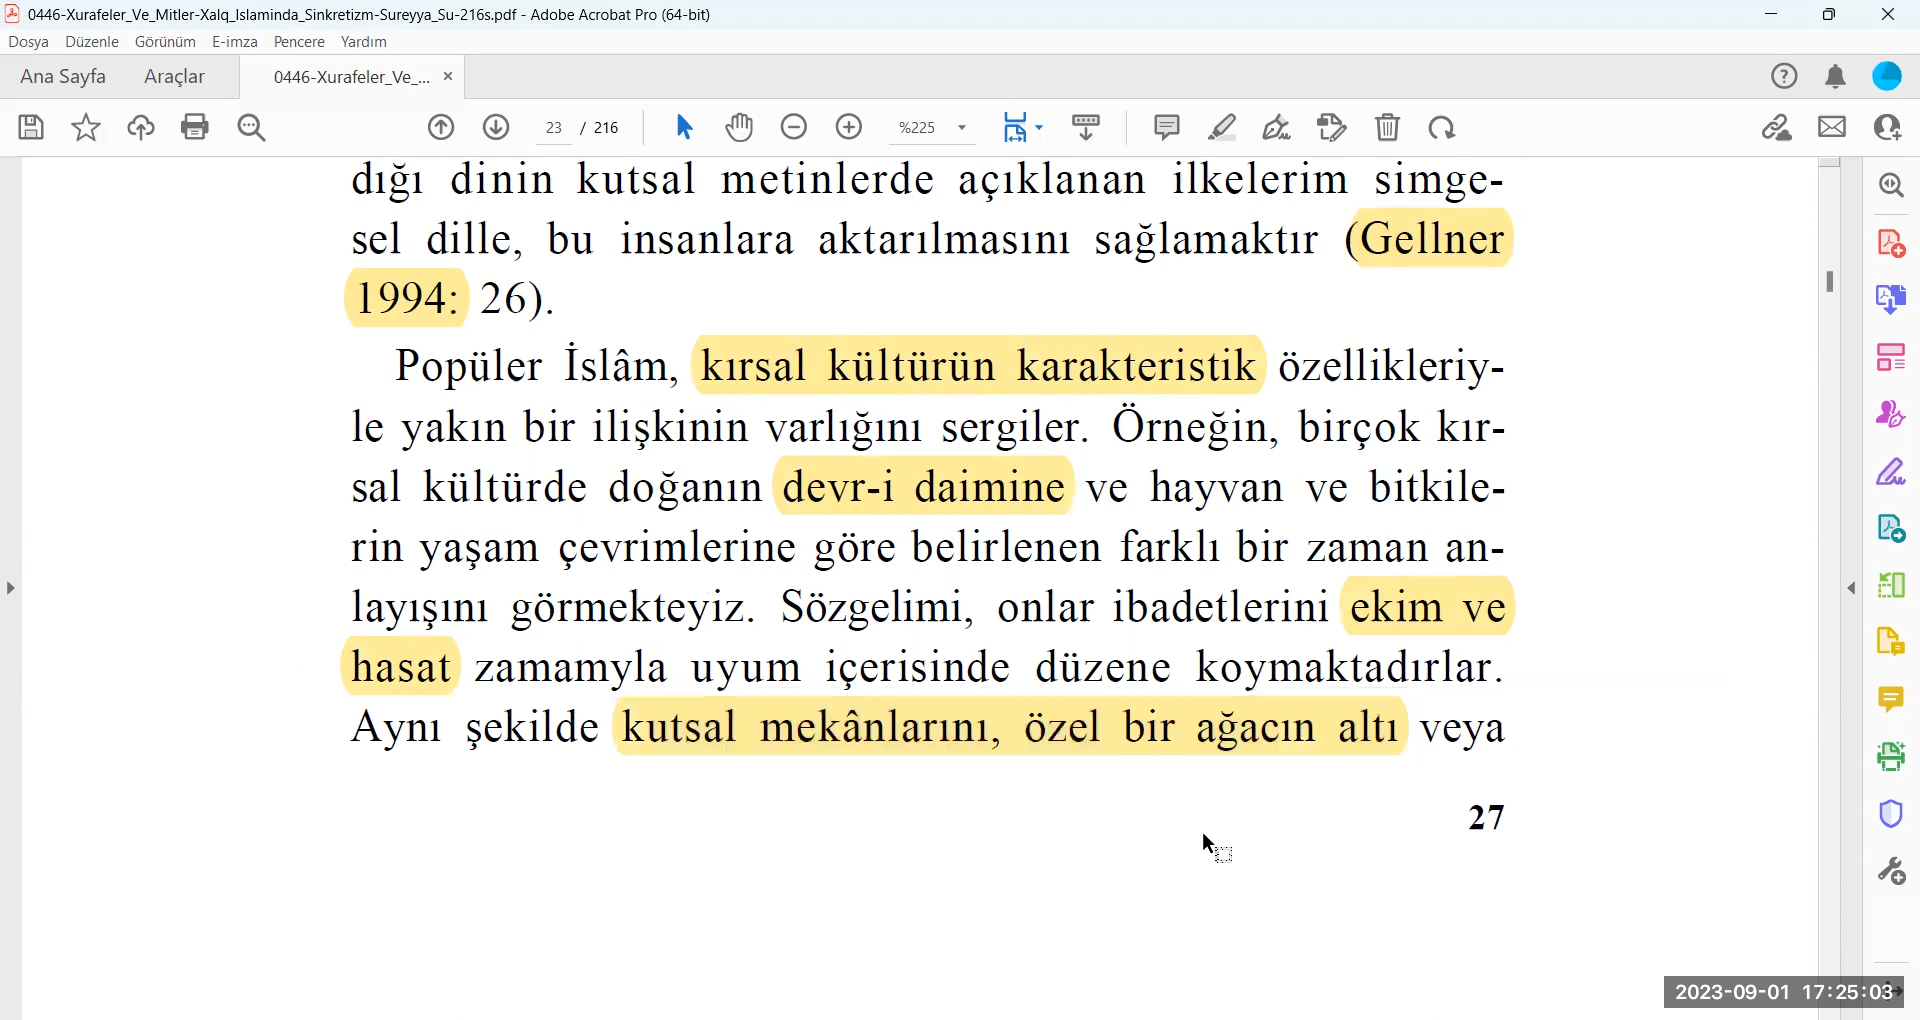 0446-Xurafeler_Ve_Mitler-Xalq_Islaminda_Sinkretizm-Sureyya_Su-216s.pdf - Adobe Acrobat Pro (64-bit)
Dosya Düzenle Görünüm E-imza Pencere Yardım
Ana Sayfa Araçlar 0446-Xurafeler_Ve_... ×
23 / 216 %225
dığı dinin kutsal metinlerde açıklanan ilkelerim simge-
sel dille, bu insanlara aktarılmasını sağlamaktır (Gellner
1994: 26).
Popüler İslâm, kırsal kültürün karakteristik özellikleriy-
le yakın bir ilişkinin varlığını sergiler. Örneğin, birçok kır-
sal kültürde doğanın devr-i daimine ve hayvan ve bitkile-
rin yaşam çevrimlerine göre belirlenen farklı bir zaman an-
layışını görmekteyiz. Sözgelimi, onlar ibadetlerini ekim ve
hasat zamamyla uyum içerisinde düzene koymaktadırlar.
Aynı şekilde kutsal mekânlarını, özel bir ağacın altı veya
27
2023-09-01 17:25:03